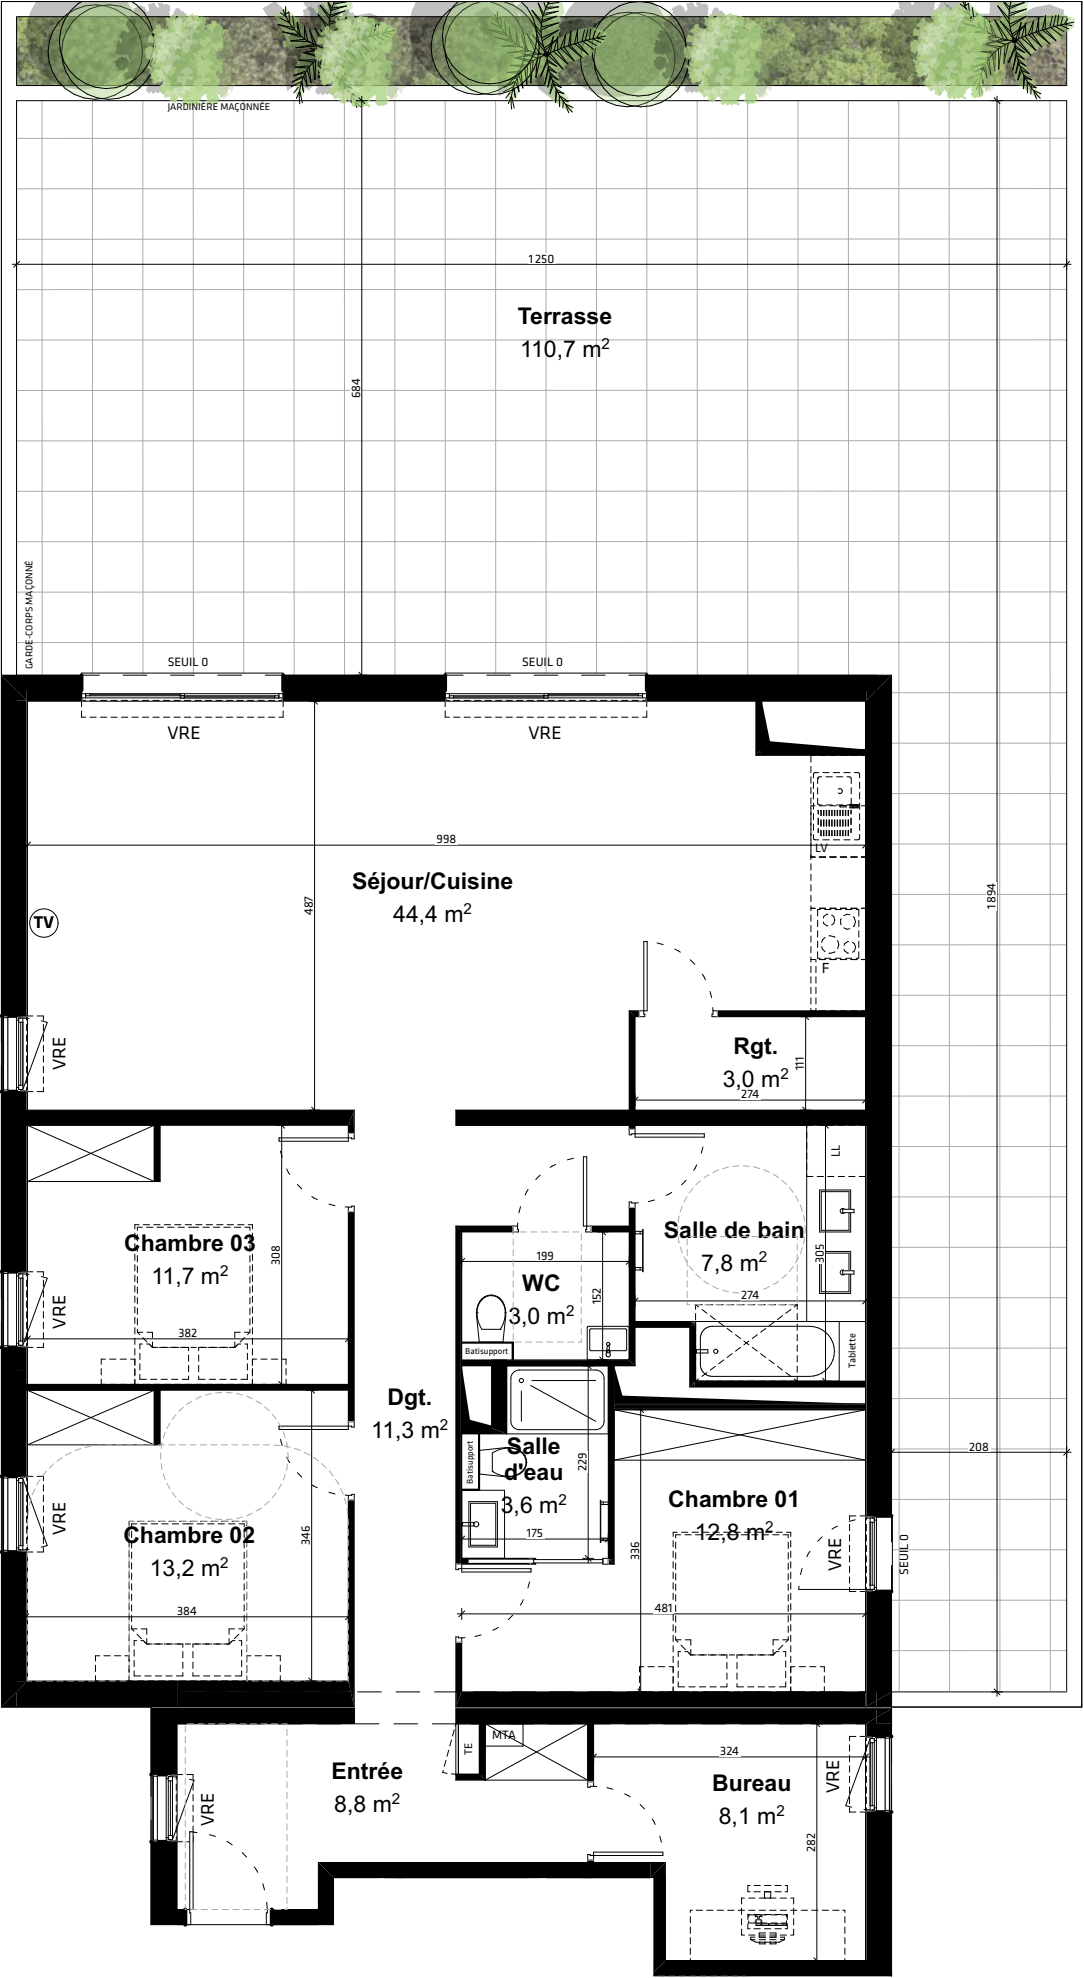 JARDINIÈRE MAÇONNÉE
1250
Terrasse
110,7 m²
684
GARDE-CORPS MAÇONNÉ
SEUIL 0
SEUIL 0
VRE
VRE
998
LV
Séjour/Cuisine
44,4 m²
487
1894
TV
F
VRE
Rgt.
3,0 m²
111
274
LL
Chambre 03
11,7 m²
308
VRE
382
199
WC
3,0 m²
152
Batisupport
Salle de bain
7,8 m²
305
274
Tablette
Dgt.
11,3 m²
Batisupport
Salle
d'eau
3,6 m²
229
175
208
Chambre 01
12,8 m²
336
VRE
SEUIL 0
481
VRE
Chambre 02
13,2 m²
346
384
TE
MTA
324
Entrée
8,8 m²
VRE
Bureau
8,1 m²
VRE
282